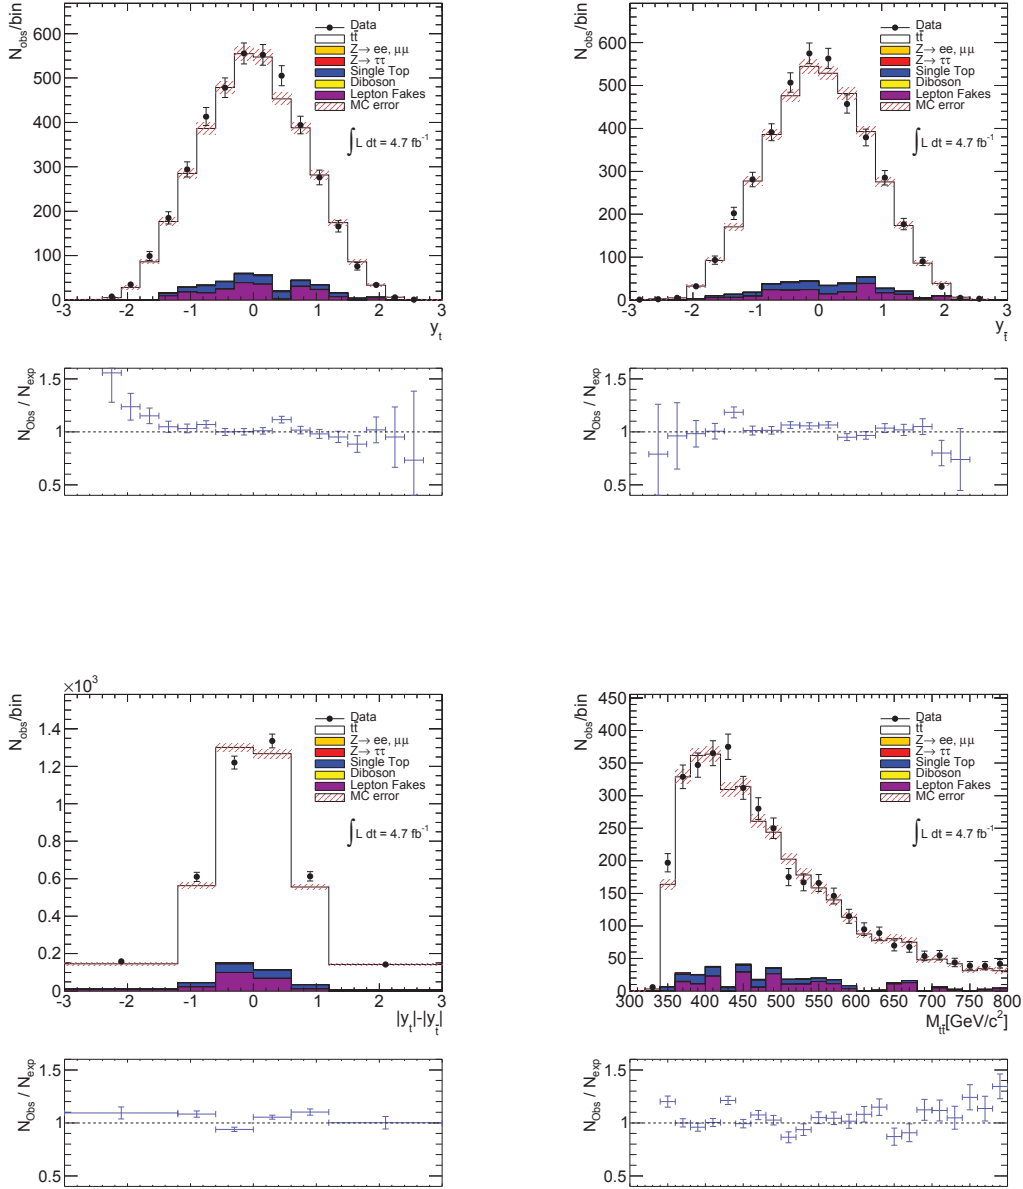 N_obs/bin
600
500
400
300
200
100
0
-3 -2 -1 0 1 2 3
y_t
Data
tt̄
Z→ ee, μμ
Z→ ττ
Single Top
Diboson
Lepton Fakes
MC error
∫ L dt = 4.7 fb⁻¹
N_Obs / N_exp
1.5
1
0.5
N_obs/bin
600
500
400
300
200
100
0
-3 -2 -1 0 1 2 3
y_t̄
Data
tt̄
Z→ ee, μμ
Z→ ττ
Single Top
Diboson
Lepton Fakes
MC error
∫ L dt = 4.7 fb⁻¹
N_Obs / N_exp
1.5
1
0.5
×10³
N_obs/bin
1.4
1.2
1
0.8
0.6
0.4
0.2
0
-3 -2 -1 0 1 2 3
|y_t|-|y_t̄|
Data
tt̄
Z→ ee, μμ
Z→ ττ
Single Top
Diboson
Lepton Fakes
MC error
∫ L dt = 4.7 fb⁻¹
N_Obs / N_exp
1.5
1
0.5
N_obs/bin
450
400
350
300
250
200
150
100
50
0
300 350 400 450 500 550 600 650 700 750 800
M_tt̄[GeV/c²]
Data
tt̄
Z→ ee, μμ
Z→ ττ
Single Top
Diboson
Lepton Fakes
MC error
∫ L dt = 4.7 fb⁻¹
N_Obs / N_exp
1.5
1
0.5